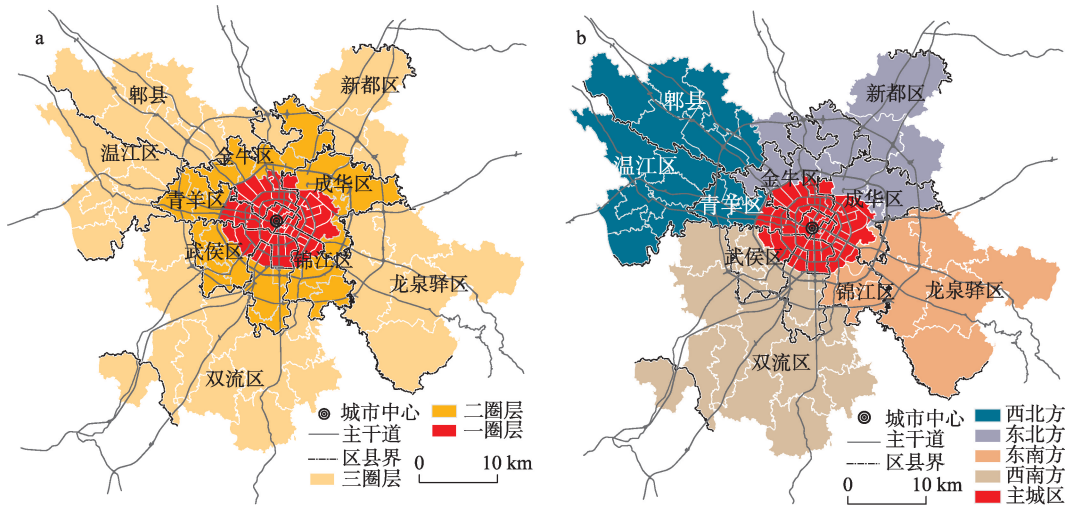 a
新都区
郫县
温江区
金牛区
成华区
青羊区
武侯区
锦江区
龙泉驿区
双流区
城市中心
主干道
区县界
三圈层
二圈层
一圈层
0 10 km
b
新都区
郫县
温江区
金牛区
成华区
青羊区
武侯区
锦江区
龙泉驿区
双流区
城市中心
主干道
区县界
0 10 km
西北方
东北方
东南方
西南方
主城区